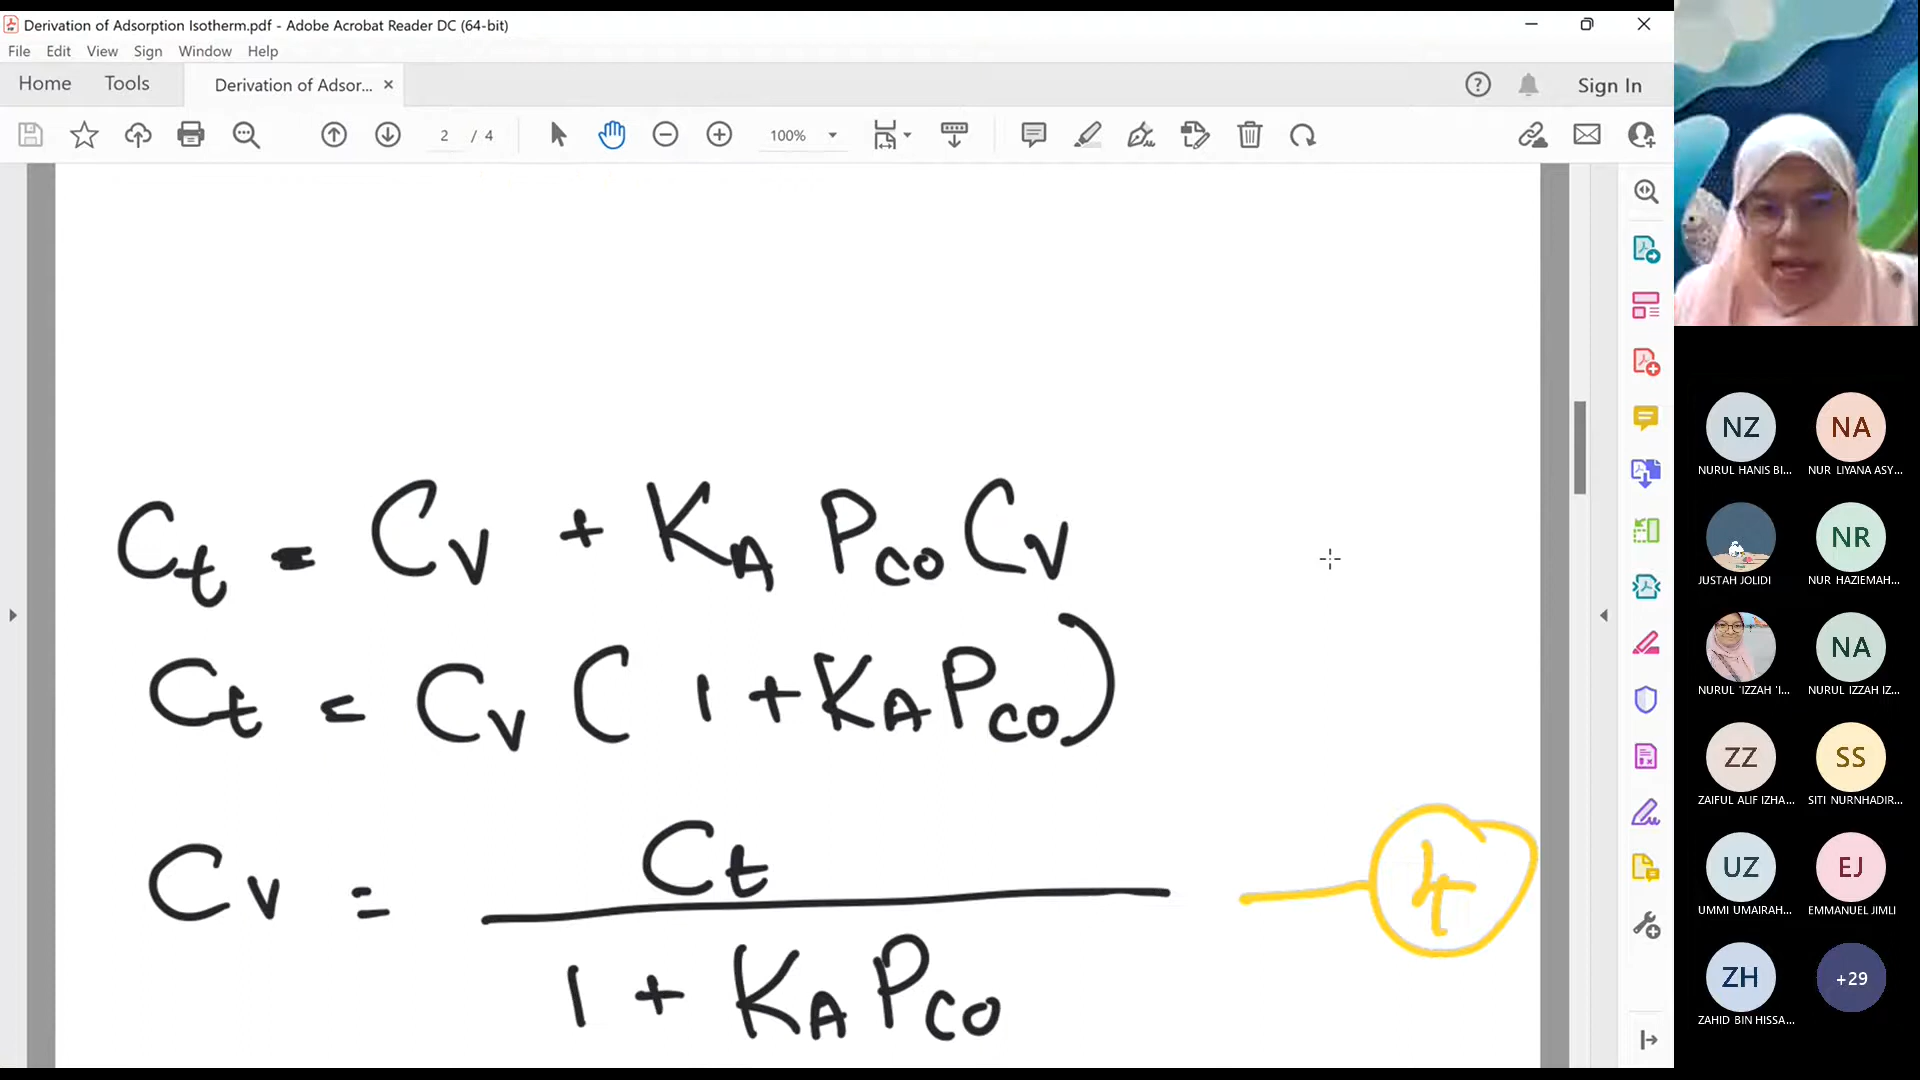 Derivation of Adsorption Isotherm.pdf - Adobe Acrobat Reader DC (64-bit)
File Edit View Sign Window Help
Home Tools Derivation of Adsor... × Sign In
2 / 4 100%
Ct = Cv + KA PCO Cv
Ct = Cv ( 1 + KA PCO )
Cv = Ct
1 + KA PCO
4
NZ NA
NURUL HANIS BI... NUR LIYANA ASY...
NR
JUSTAH JOLIDI NUR HAZIEMAH...
NA
NURUL 'IZZAH 'I... NURUL IZZAH IZ...
ZZ SS
ZAIFUL ALIF IZHA... SITI NURNHADIR...
UZ EJ
UMMI UMAIRAH... EMMANUEL JIMLI
ZH +29
ZAHID BIN HISSA...